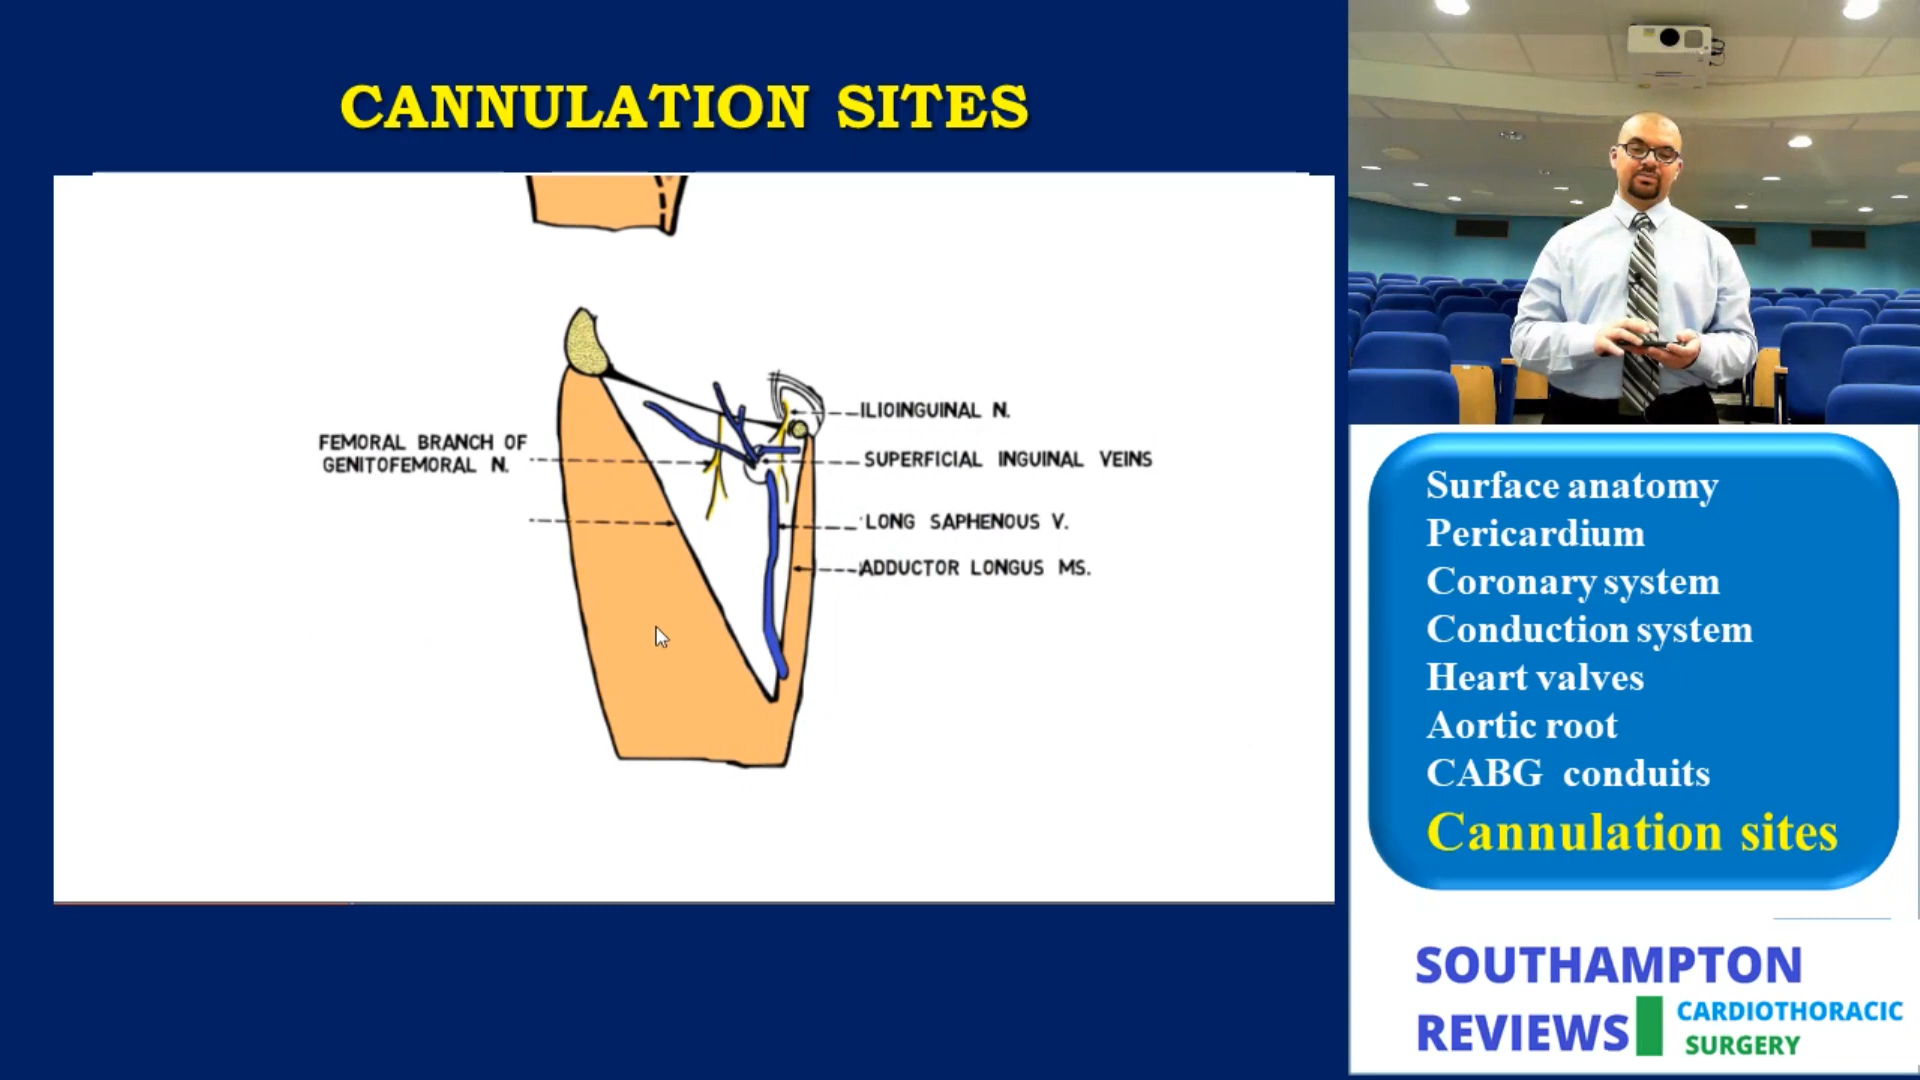 CANNULATION SITES
ILIOINGUINAL N.
FEMORAL BRANCH OF
GENITOFEMORAL N.
SUPERFICIAL INGUINAL VEINS
LONG SAPHENOUS V.
ADDUCTOR LONGUS MS.
Surface anatomy
Pericardium
Coronary system
Conduction system
Heart valves
Aortic root
CABG conduits
Cannulation sites
SOUTHAMPTON
REVIEWS CARDIOTHORACIC
SURGERY